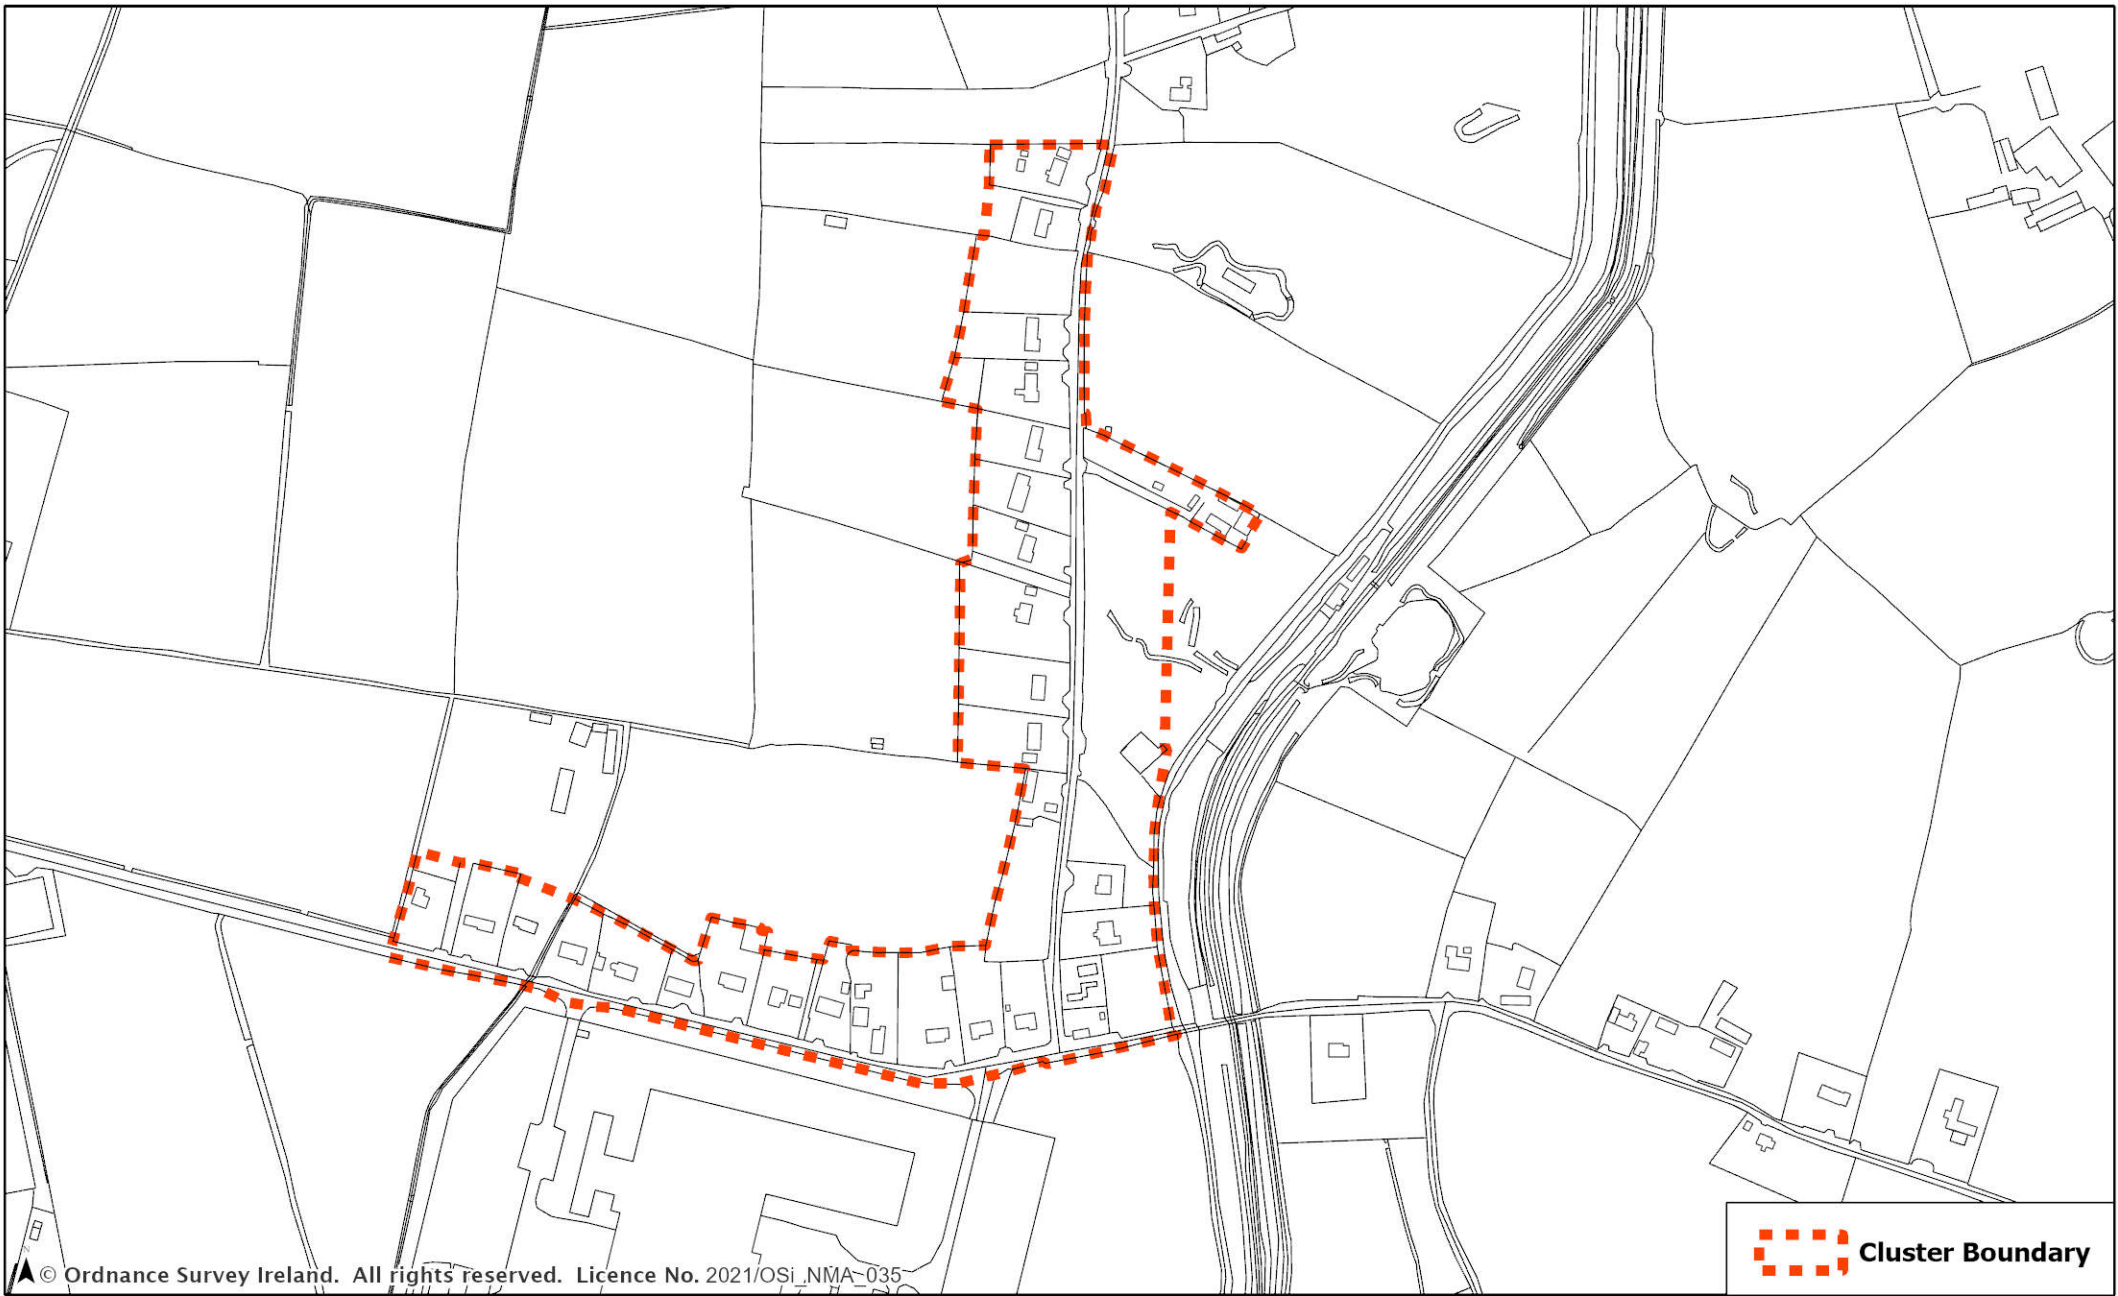 N
© Ordnance Survey Ireland. All rights reserved. Licence No. 2021/OSi_NMA_035
Cluster Boundary